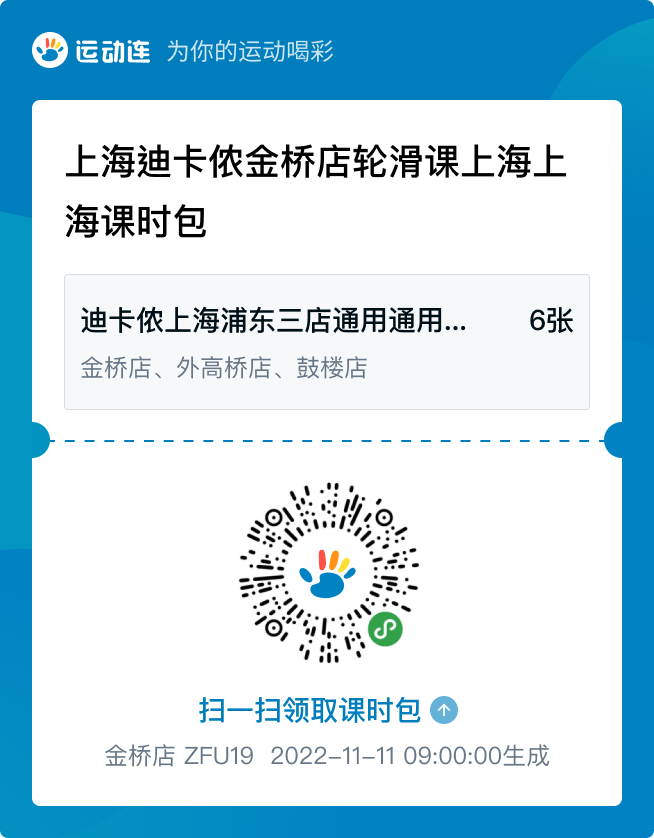 运动连 为你的运动喝彩
上海迪卡侬金桥店轮滑课上海上
海课时包
迪卡侬上海浦东三店通用通用... 6张
金桥店、外高桥店、鼓楼店
扫一扫领取课时包
金桥店 ZFU19 2022-11-11 09:00:00生成